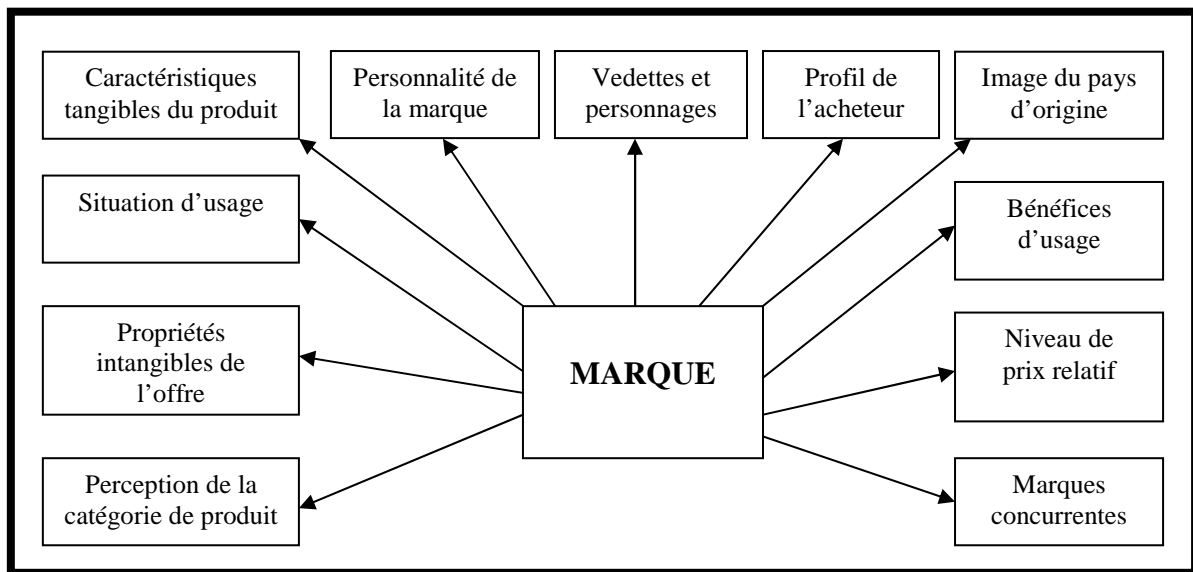 Caractéristiques
tangibles du produit
Personnalité de
la marque
Vedettes et
personnages
Profil de
l’acheteur
Image du pays
d’origine
Situation d’usage
Bénéfices
d’usage
Propriétés
intangibles de
l’offre
MARQUE
Niveau de
prix relatif
Perception de la
catégorie de produit
Marques
concurrentes